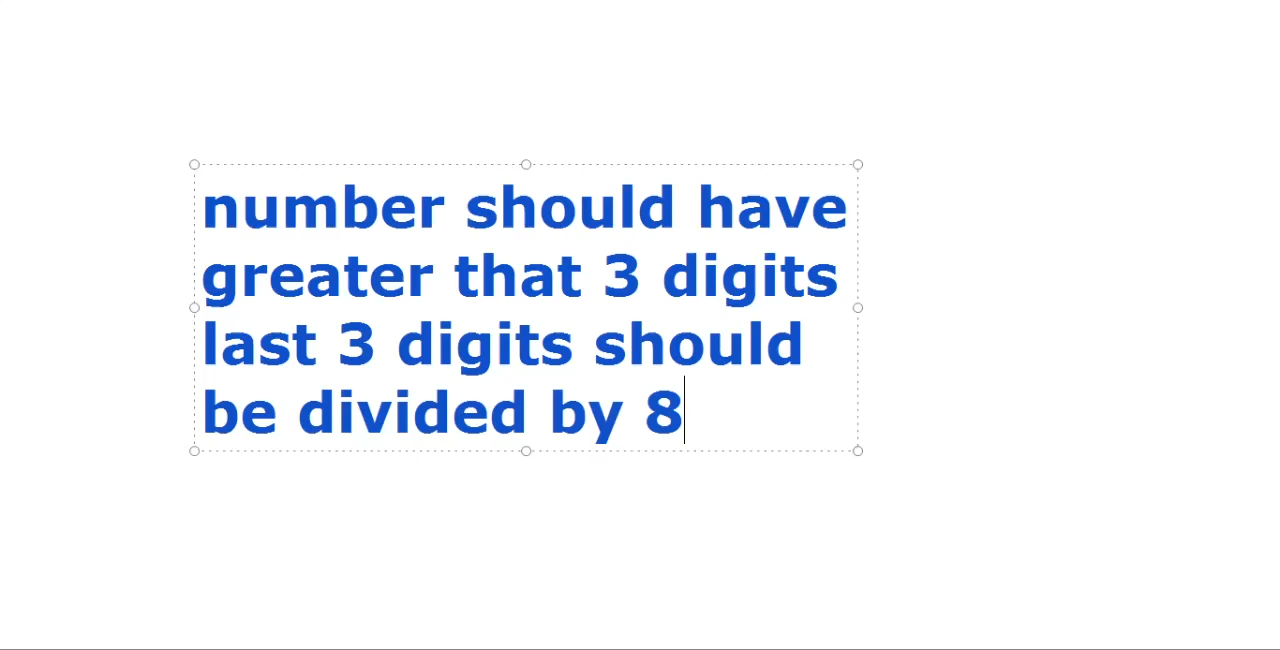 number should have
greater that 3 digits
last 3 digits should
be divided by 8